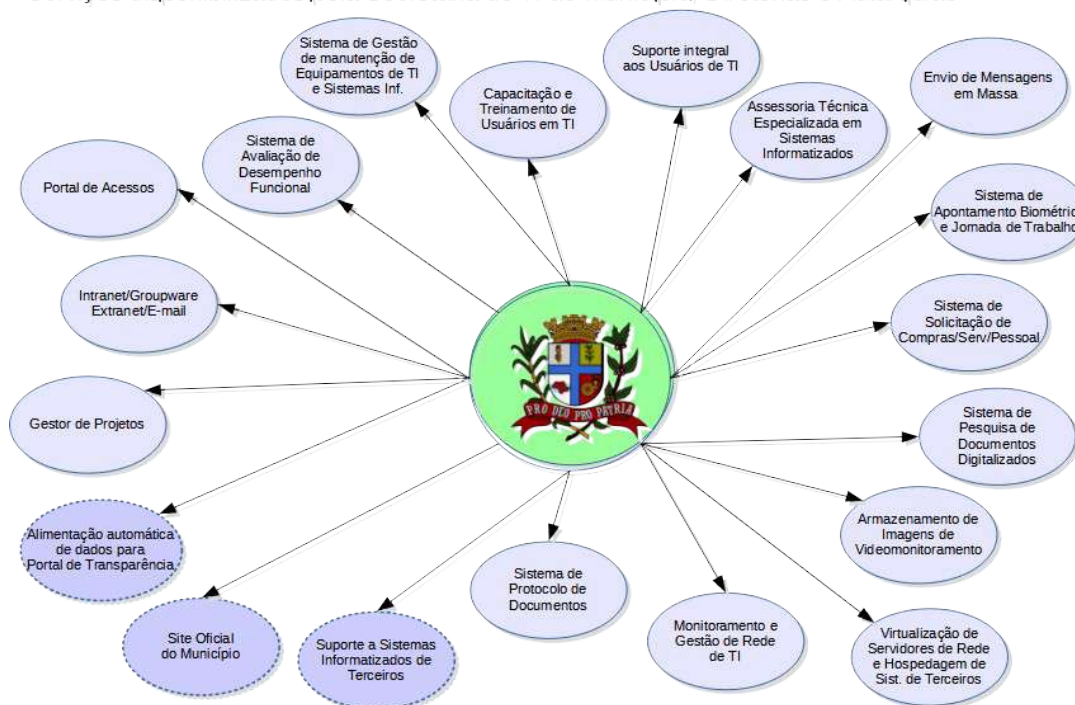 Sistema de Gestão
de manutenção de
Equipamentos de TI
e Sistemas Inf.
Capacitação e
Treinamento de
Usuários em TI
Suporte integral
aos Usuários de TI
Assessoria Técnica
Especializada em
Sistemas
Informatizados
Envio de Mensagens
em Massa
Sistema de
Avaliação de
Desempenho
Funcional
Portal de Acessos
Sistema de
Apontamento Biométric
e Jornada de Trabalho
Intranet/Groupware
Extranet/E-mail
Sistema de
Solicitação de
Compras/Serv/Pessoal
PRO DEO PRO PATRIA
Gestor de Projetos
Sistema de
Pesquisa de
Documentos
Digitalizados
Alimentação automática
de dados para
Portal de Transparência,
Armazenamento de
Imagens de
Videomonitoramento
Sistema de
Protocolo de
Documentos
Site Oficial
do Município
Suporte a Sistemas
Informatizados de
Terceiros
Monitoramento e
Gestão de Rede
de TI
Virtualização de
Servidores de Rede
e Hospedagem de
Sist. de Terceiros